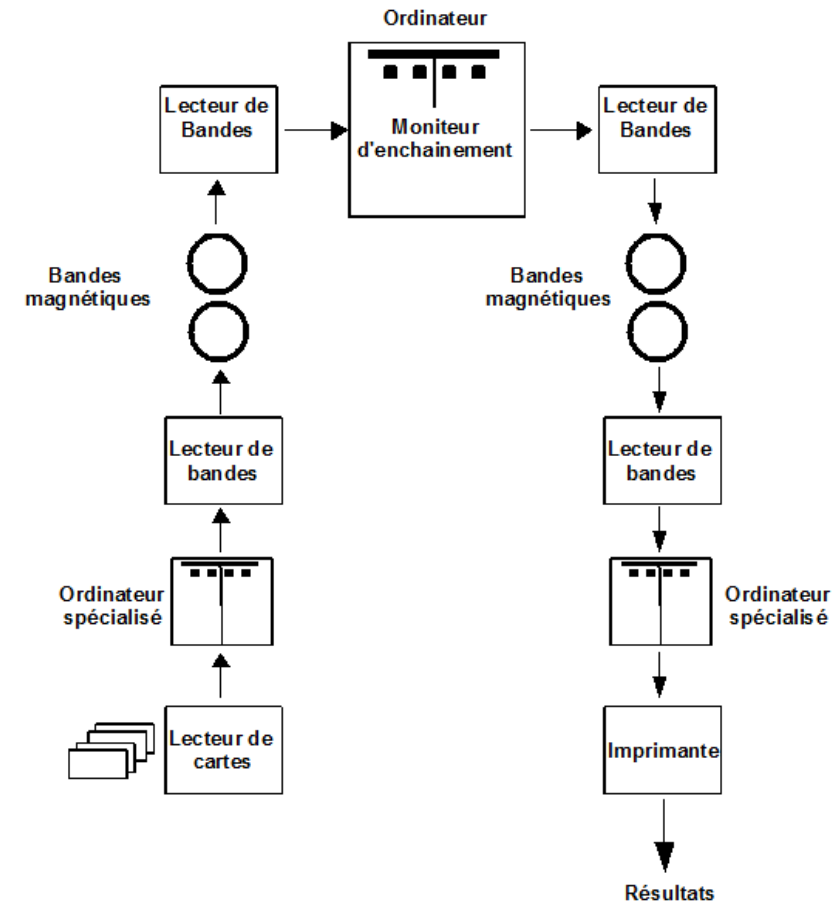 Ordinateur
Lecteur de
Bandes
Moniteur
d'enchainement
Lecteur de
Bandes
Bandes
magnétiques
Bandes
magnétiques
Lecteur de
bandes
Lecteur de
bandes
Ordinateur
spécialisé
Ordinateur
spécialisé
Lecteur de
cartes
Imprimante
Résultats